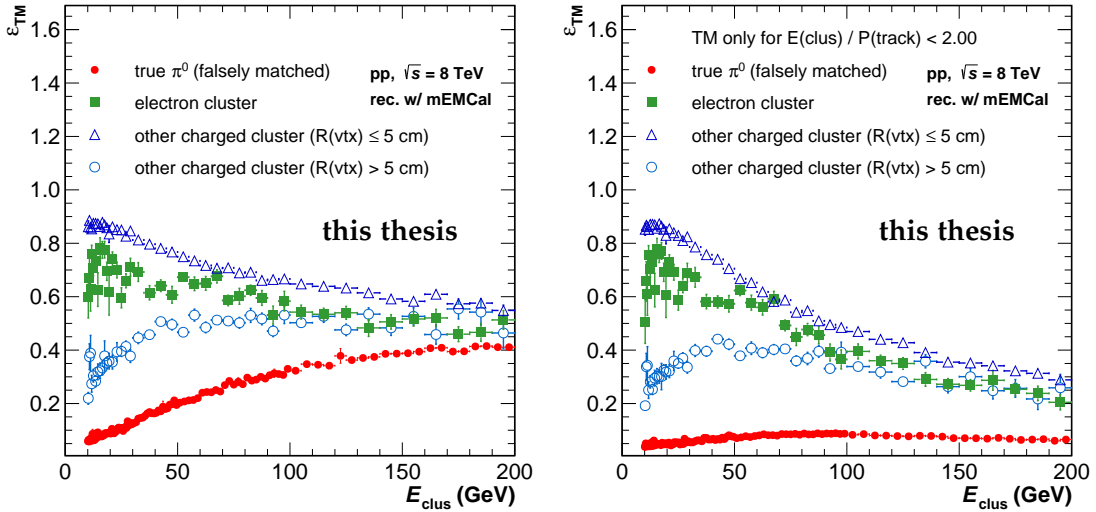 ε_TM
1.6
1.4
1.2
1.0
0.8
0.6
0.4
0.2
true π⁰ (falsely matched)
electron cluster
other charged cluster (R(vtx) ≤ 5 cm)
other charged cluster (R(vtx) > 5 cm)
pp, √s = 8 TeV
rec. w/ mEMCal
this thesis
0 50 100 150 200
E_clus (GeV)
ε_TM
1.6
1.4
1.2
1.0
0.8
0.6
0.4
0.2
TM only for E(clus) / P(track) < 2.00
true π⁰ (falsely matched)
electron cluster
other charged cluster (R(vtx) ≤ 5 cm)
other charged cluster (R(vtx) > 5 cm)
pp, √s = 8 TeV
rec. w/ mEMCal
this thesis
0 50 100 150 200
E_clus (GeV)